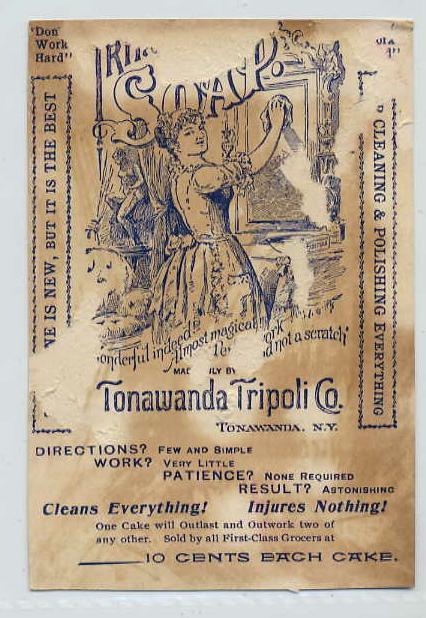 "Don
Work
Hard"
SOAP.
NE IS NEW, BUT IT IS THE BEST
CLEANING & POLISHING EVERYTHING
onderful indeed
Almost magical
ork
not a scratch"
ILY BY
Tonawanda Tripoli Co.
TONAWANDA, N.Y.
DIRECTIONS? FEW AND SIMPLE
WORK? VERY LITTLE
PATIENCE? NONE REQUIRED
RESULT? ASTONISHING
Cleans Everything! Injures Nothing!
One Cake will Outlast and Outwork two of
any other. Sold by all First-Class Grocers at
10 CENTS EACH CAKE.